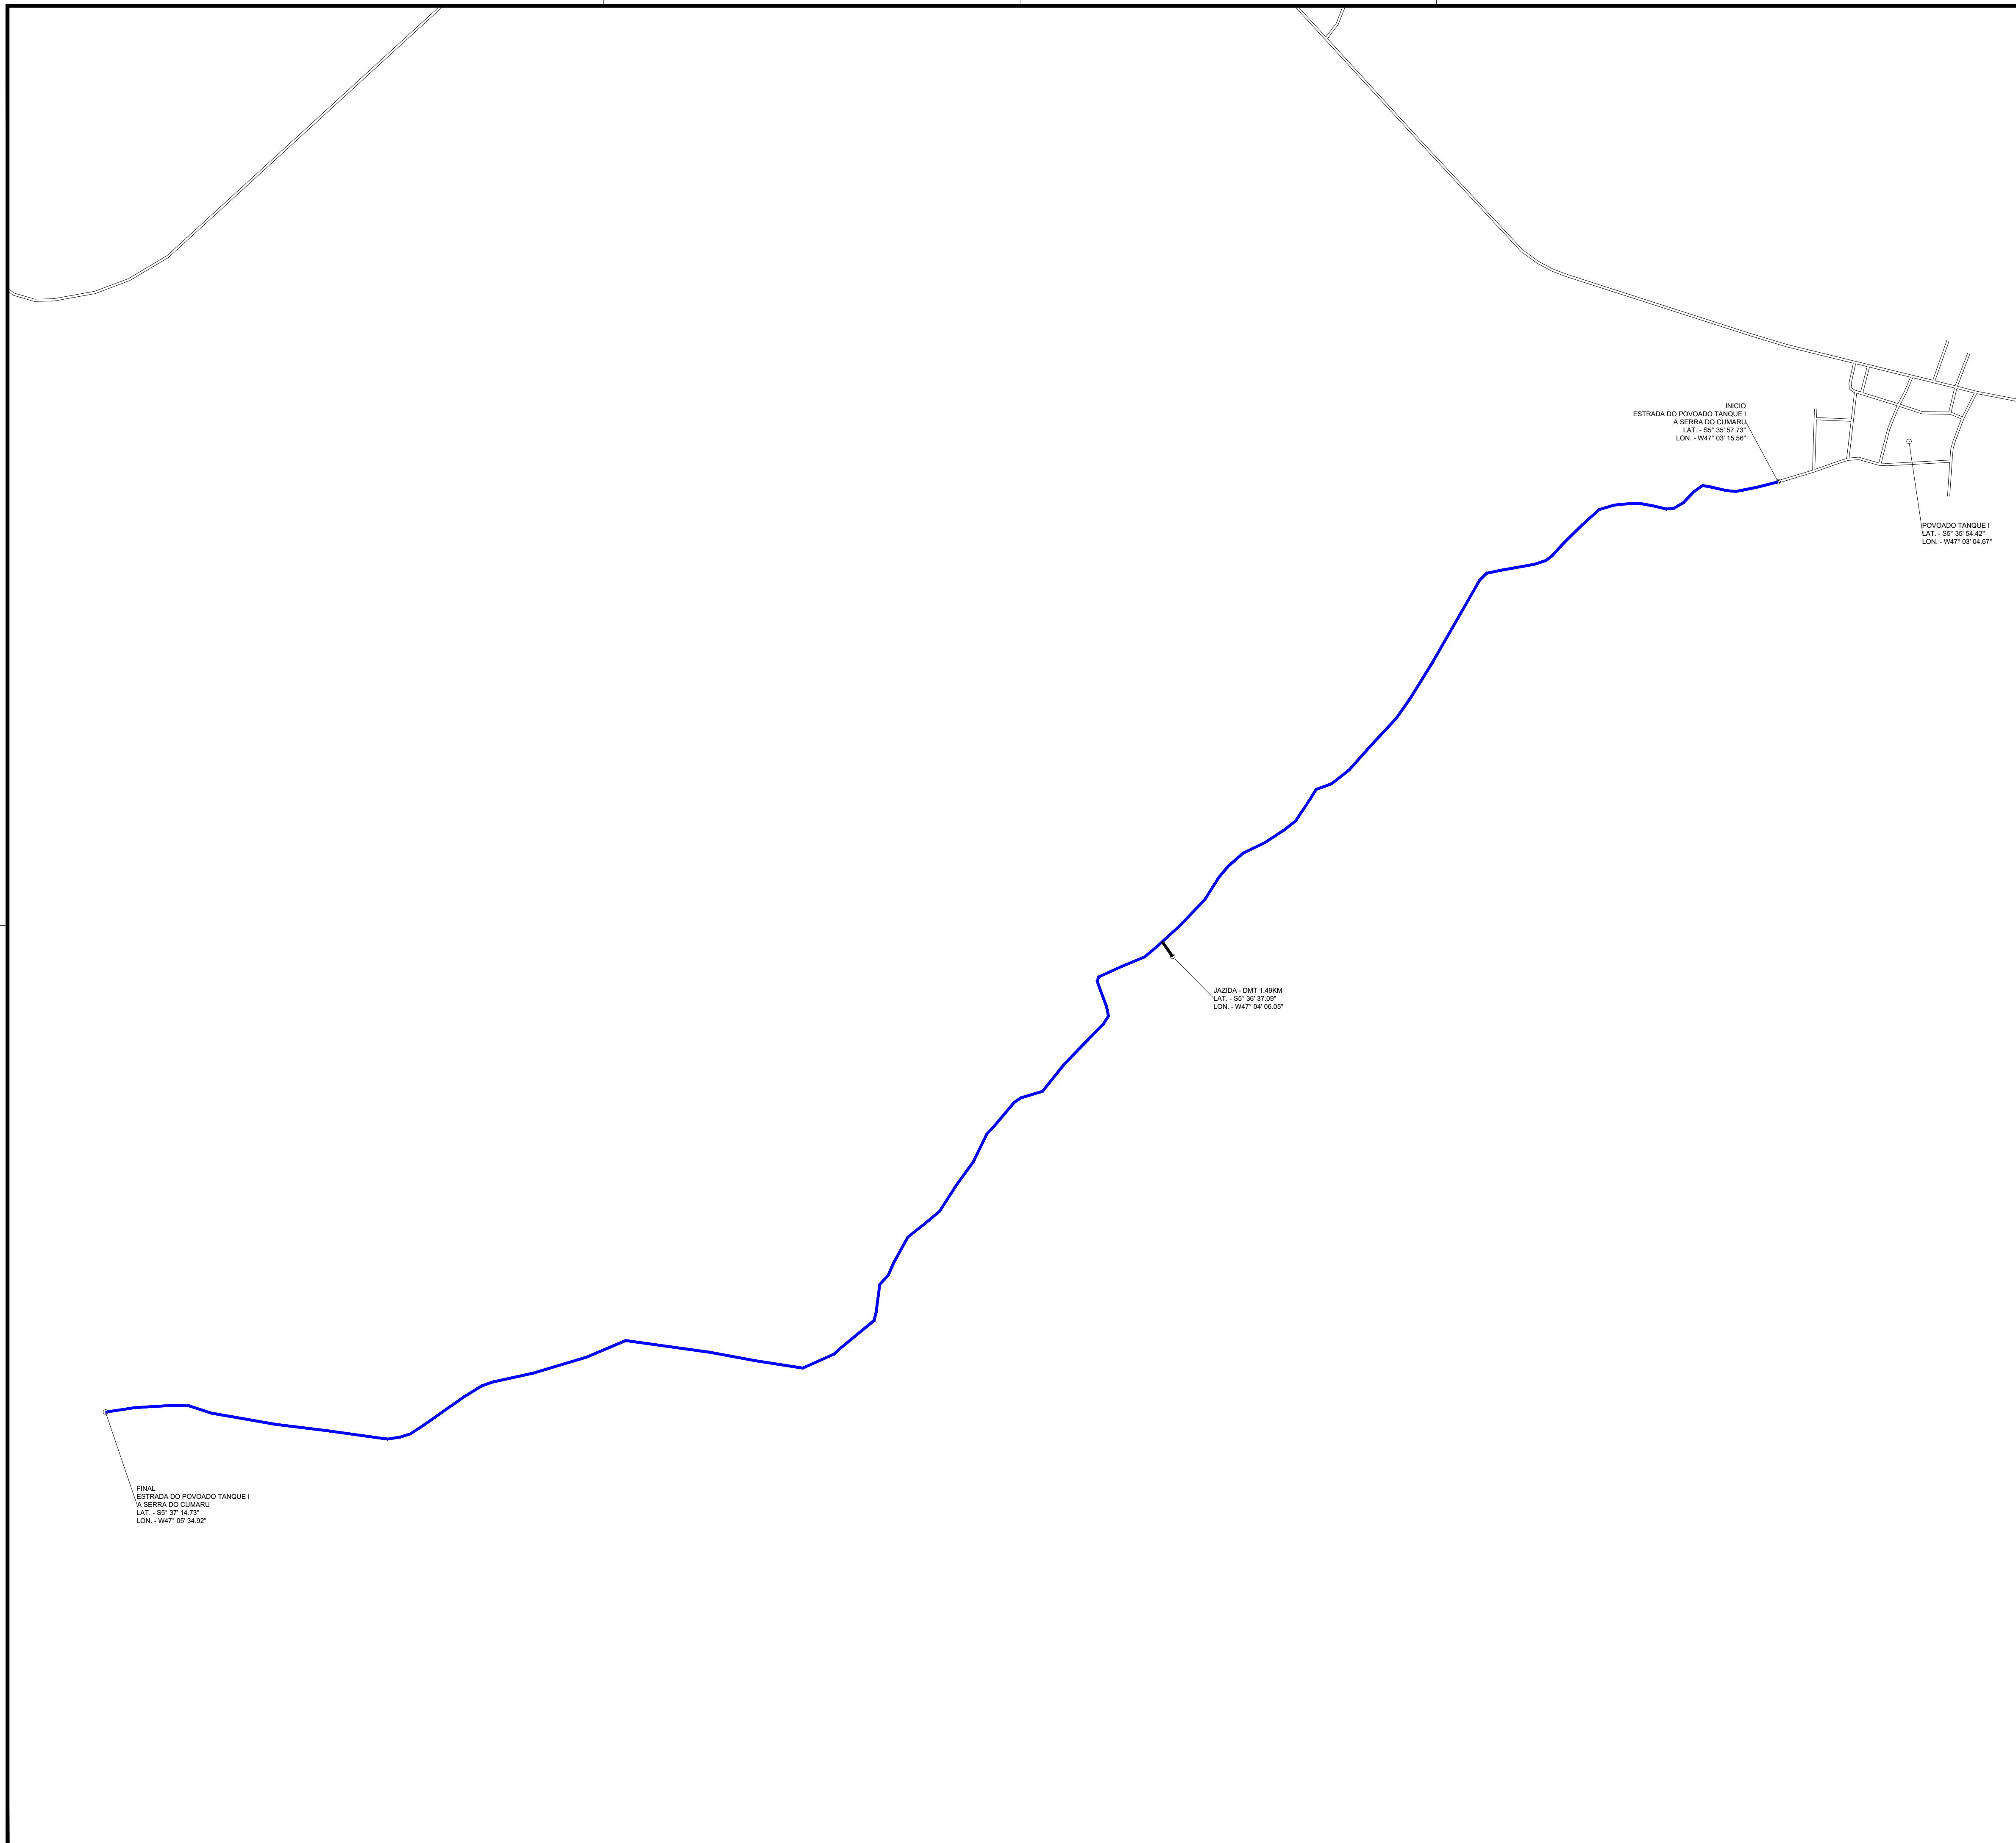 INICIO
ESTRADA DO POVOADO TANQUE I
A SERRA DO CUMARU
LAT. - S5° 35' 57.73"
LON. - W47° 03' 15.56"
POVOADO TANQUE I
LAT. - S5° 35' 54.42"
LON. - W47° 03' 04.67"
JAZIDA - DMT 1,49KM
LAT. - S5° 36' 37.09"
LON. - W47° 04' 06.05"
FINAL
ESTRADA DO POVOADO TANQUE I
A SERRA DO CUMARU
LAT. - S5° 37' 14.73"
LON. - W47° 05' 34.92"